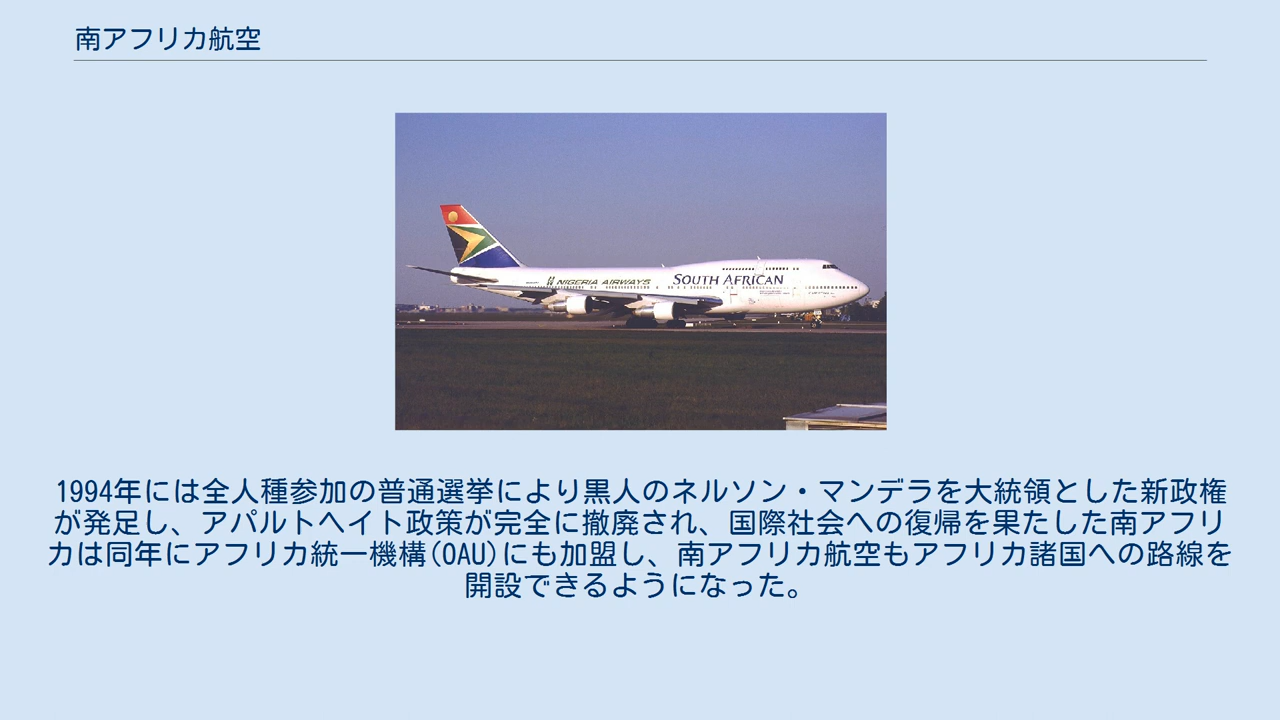 南アフリカ航空
NIGERIA AIRWAYS
SOUTH AFRICAN
1994年には全人種参加の普通選挙により黒人のネルソン・マンデラを大統領とした新政権
が発足し、アパルトヘイト政策が完全に撤廃され、国際社会への復帰を果たした南アフリ
カは同年にアフリカ統一機構(OAU)にも加盟し、南アフリカ航空もアフリカ諸国への路線を
開設できるようになった。